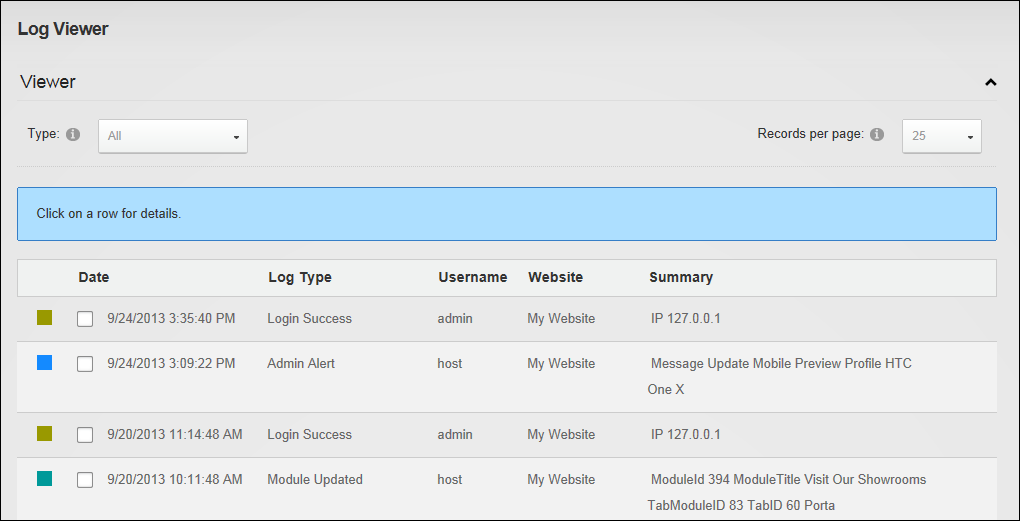 Log Viewer
Viewer
Type: All Records per page: 25
Click on a row for details.
Date Log Type Username Website Summary
9/24/2013 3:35:40 PM Login Success admin My Website IP 127.0.0.1
9/24/2013 3:09:22 PM Admin Alert host My Website Message Update Mobile Preview Profile HTC
One X
9/20/2013 11:14:48 AM Login Success admin My Website IP 127.0.0.1
9/20/2013 10:11:48 AM Module Updated host My Website ModuleId 394 ModuleTitle Visit Our Showrooms
TabModuleID 83 TabID 60 Porta